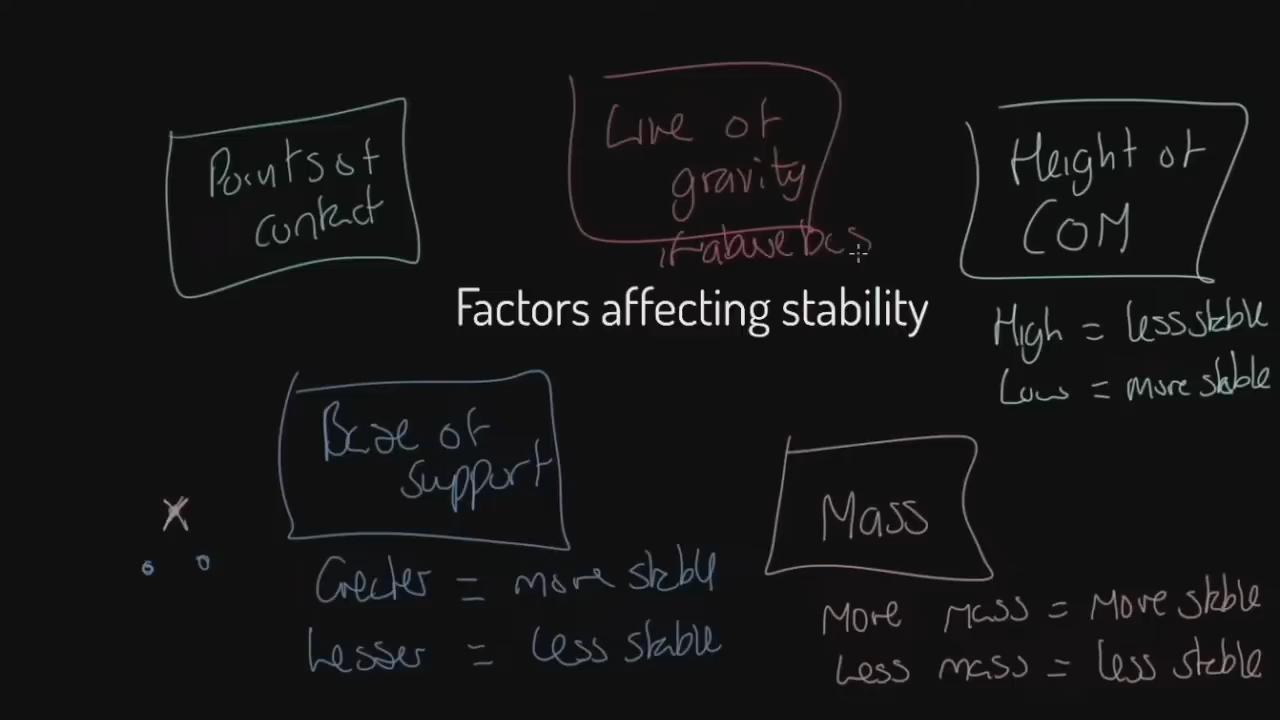 Points of
contact
Line of
gravity
if above BOS
Height of
COM
High = less stable
Low = more stable
Factors affecting stability
Base of
support
Greater = more stable
Lesser = less stable
Mass
More mass = More stable
Less mass = less stable